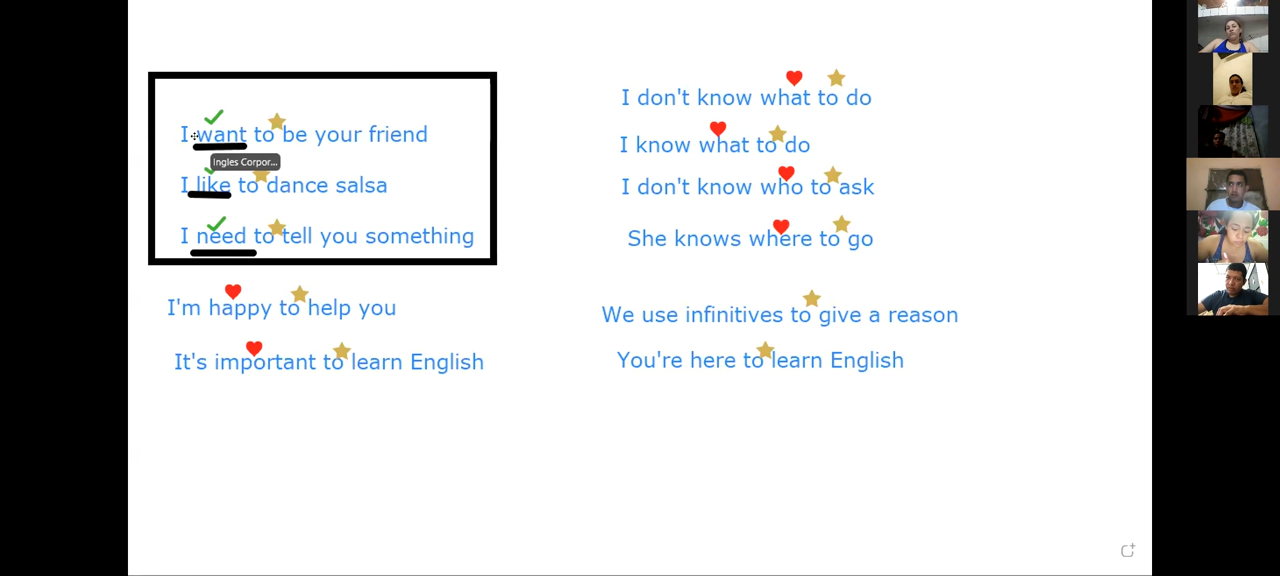 I want to be your friend
Ingles Corpor...
I like to dance salsa
I need to tell you something
I'm happy to help you
It's important to learn English
I don't know what to do
I know what to do
I don't know who to ask
She knows where to go
We use infinitives to give a reason
You're here to learn English